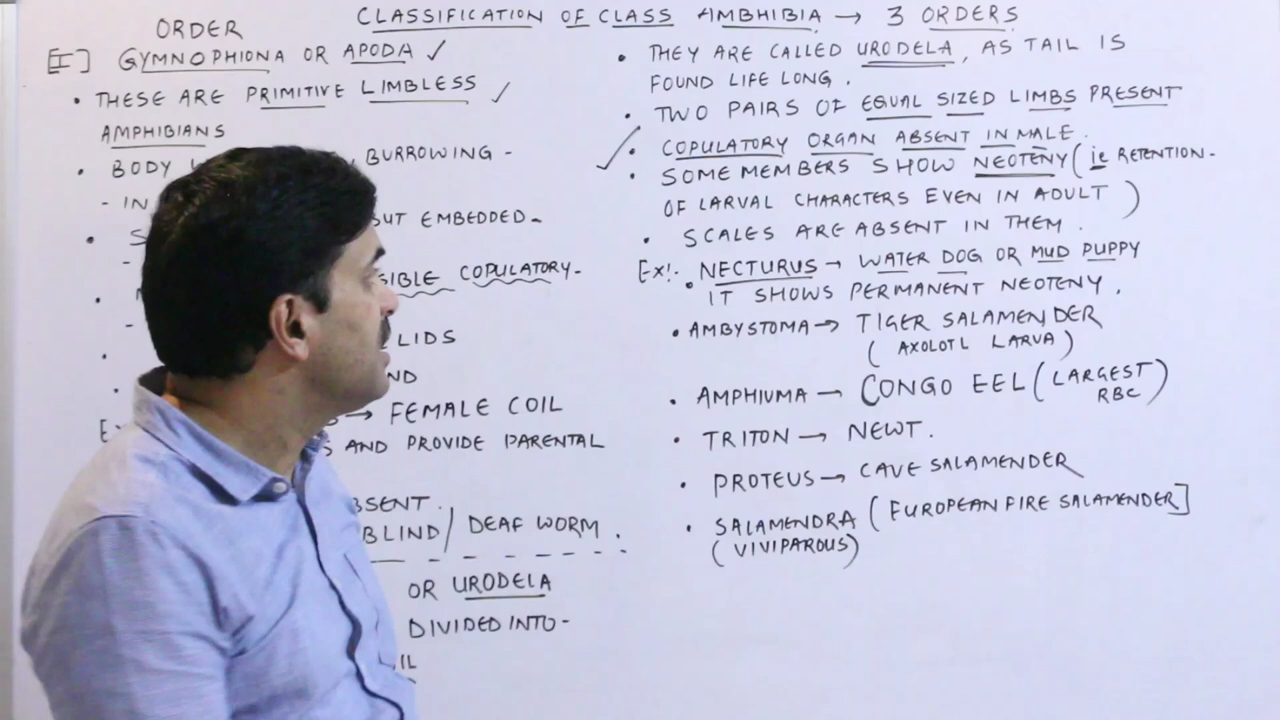 CLASSIFICATION OF CLASS AMBHIBIA → 3 ORDERS
ORDER
[I] GYMNOPHIONA OR APODA ✓
• THESE ARE PRIMITIVE LIMBLESS ✓
AMPHIBIANS
• BODY BURROWING -
- IN
BUT EMBEDDED -
• S
COPULATORY -
LIDS
→ FEMALE COIL
AND PROVIDE PARENTAL
BLIND / DEAF WORM .
OR URODELA
DIVIDED INTO -
• THEY ARE CALLED URODELA, AS TAIL IS
FOUND LIFE LONG .
• TWO PAIRS OF EQUAL SIZED LIMBS PRESENT
✓ • COPULATORY ORGAN ABSENT IN MALE .
• SOME MEMBERS SHOW NEOTENY ( ie RETENTION -
OF LARVAL CHARACTERS EVEN IN ADULT )
• SCALES ARE ABSENT IN THEM .
Ex!- NECTURUS → WATER DOG OR MUD PUPPY
• IT SHOWS PERMANENT NEOTENY .
• AMBYSTOMA → TIGER SALAMENDER
( AXOLOTL LARVA )
• AMPHIUMA → CONGO EEL ( LARGEST
RBC )
• TRITON → NEWT .
• PROTEUS → CAVE SALAMENDER
• SALAMENDRA ( EUROPEAN FIRE SALAMENDER ]
( VIVIPAROUS )